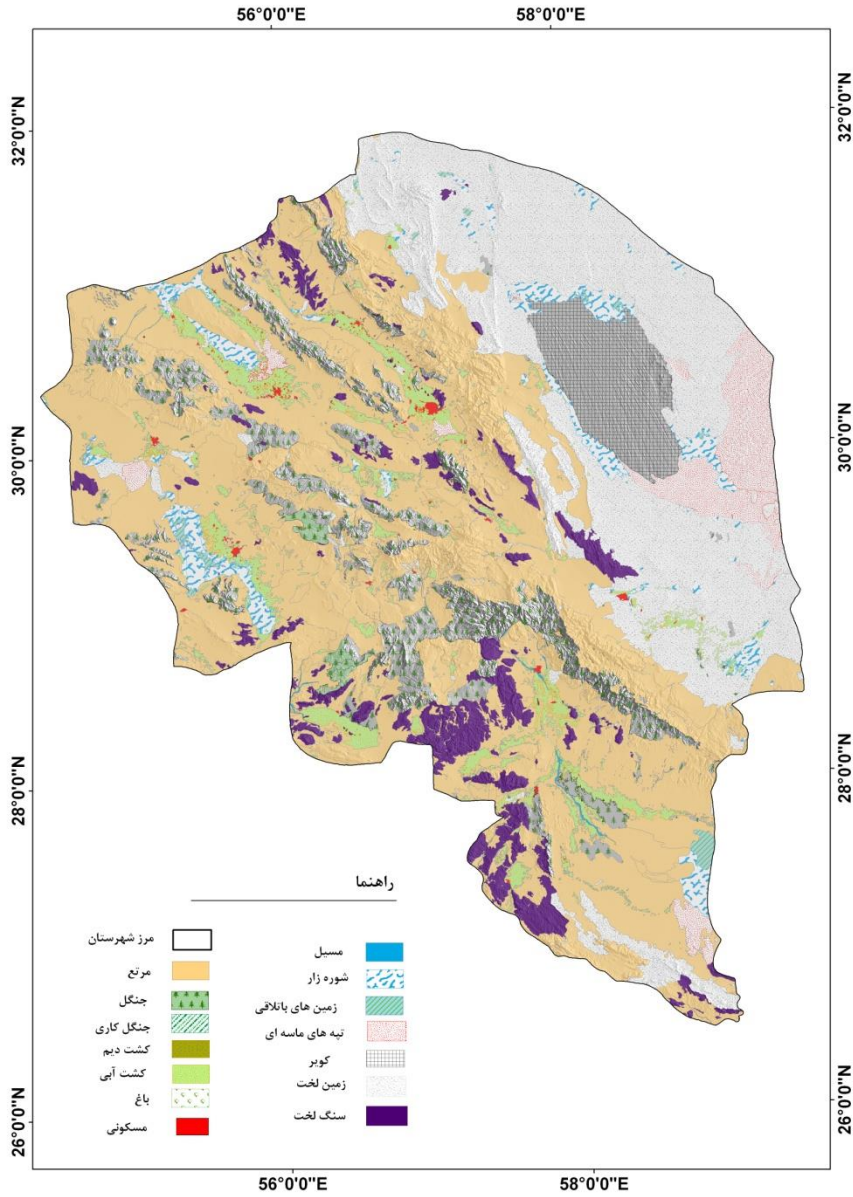 56°0'0"E 58°0'0"E
32°0'0"N 32°0'0"N
30°0'0"N 30°0'0"N
28°0'0"N 28°0'0"N
26°0'0"N 26°0'0"N
راهنما
مرز شهرستان
مرتع
جنگل
جنگل کاری
کشت دیم
کشت آبی
باغ
مسکونی
مسیل
شوره زار
زمین های باتلاقی
تپه های ماسه ای
کویر
زمین لخت
سنگ لخت
56°0'0"E 58°0'0"E